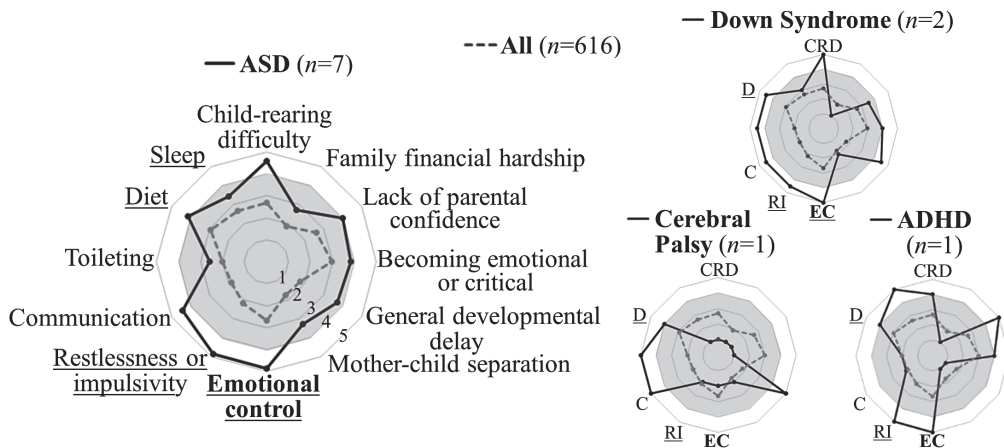 Down Syndrome (n=2)
All (n=616)
ASD (n=7)
CRD
D
C
RI
EC
Child-rearing
difficulty
Sleep
Family financial hardship
Diet
Lack of parental
confidence
Toileting
Becoming emotional
or critical
1
2
3
4
5
Communication
General developmental
delay
Restlessness or
impulsivity
Mother-child separation
Emotional
control
Cerebral
Palsy (n=1)
CRD
D
C
RI
EC
ADHD
(n=1)
CRD
D
C
RI
EC